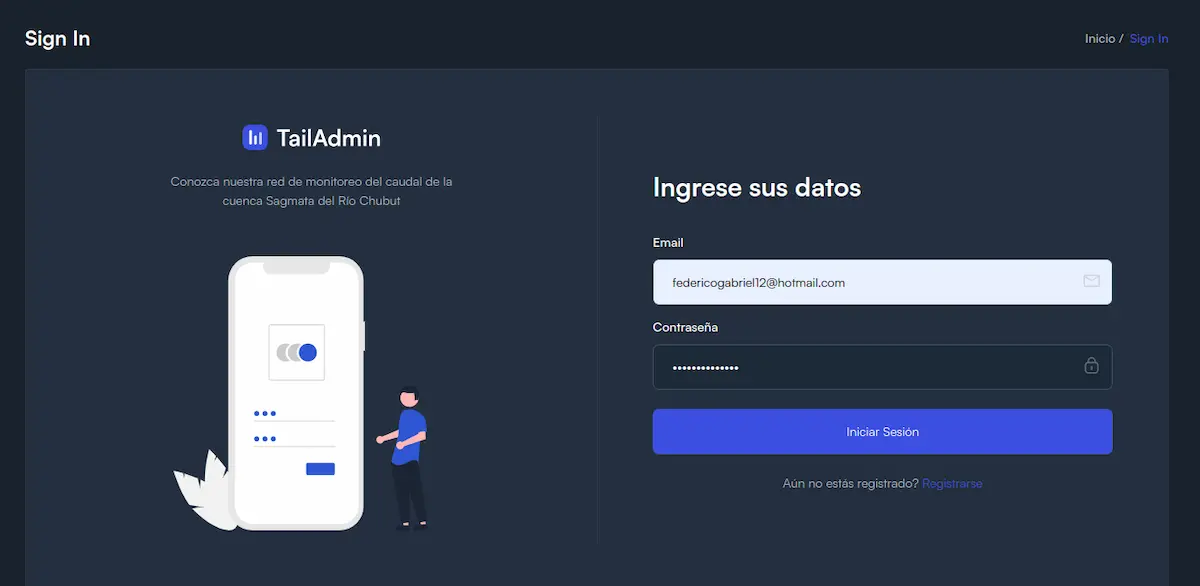 Sign In
Inicio / Sign In
TailAdmin
Conozca nuestra red de monitoreo del caudal de la
cuenca Sagmata del Río Chubut
Ingrese sus datos
Email
federicogabriel12@hotmail.com
Contraseña
••••••••••••••
Iniciar Sesión
Aún no estás registrado? Registrarse